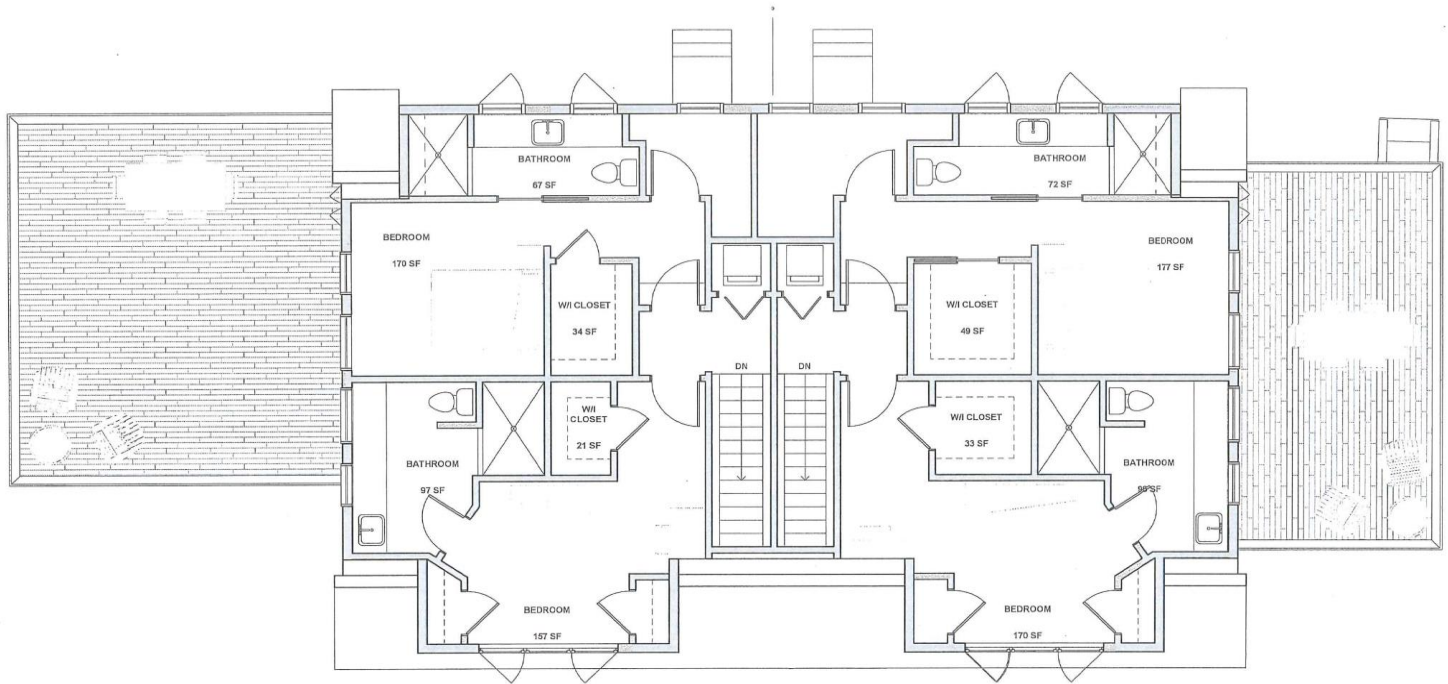 BATHROOM
67 SF
BATHROOM
72 SF
BEDROOM
170 SF
BEDROOM
177 SF
W/I CLOSET
34 SF
W/I CLOSET
49 SF
DN
DN
W/I
CLOSET
21 SF
W/I CLOSET
33 SF
BATHROOM
97 SF
BATHROOM
SF
BEDROOM
157 SF
BEDROOM
170 SF